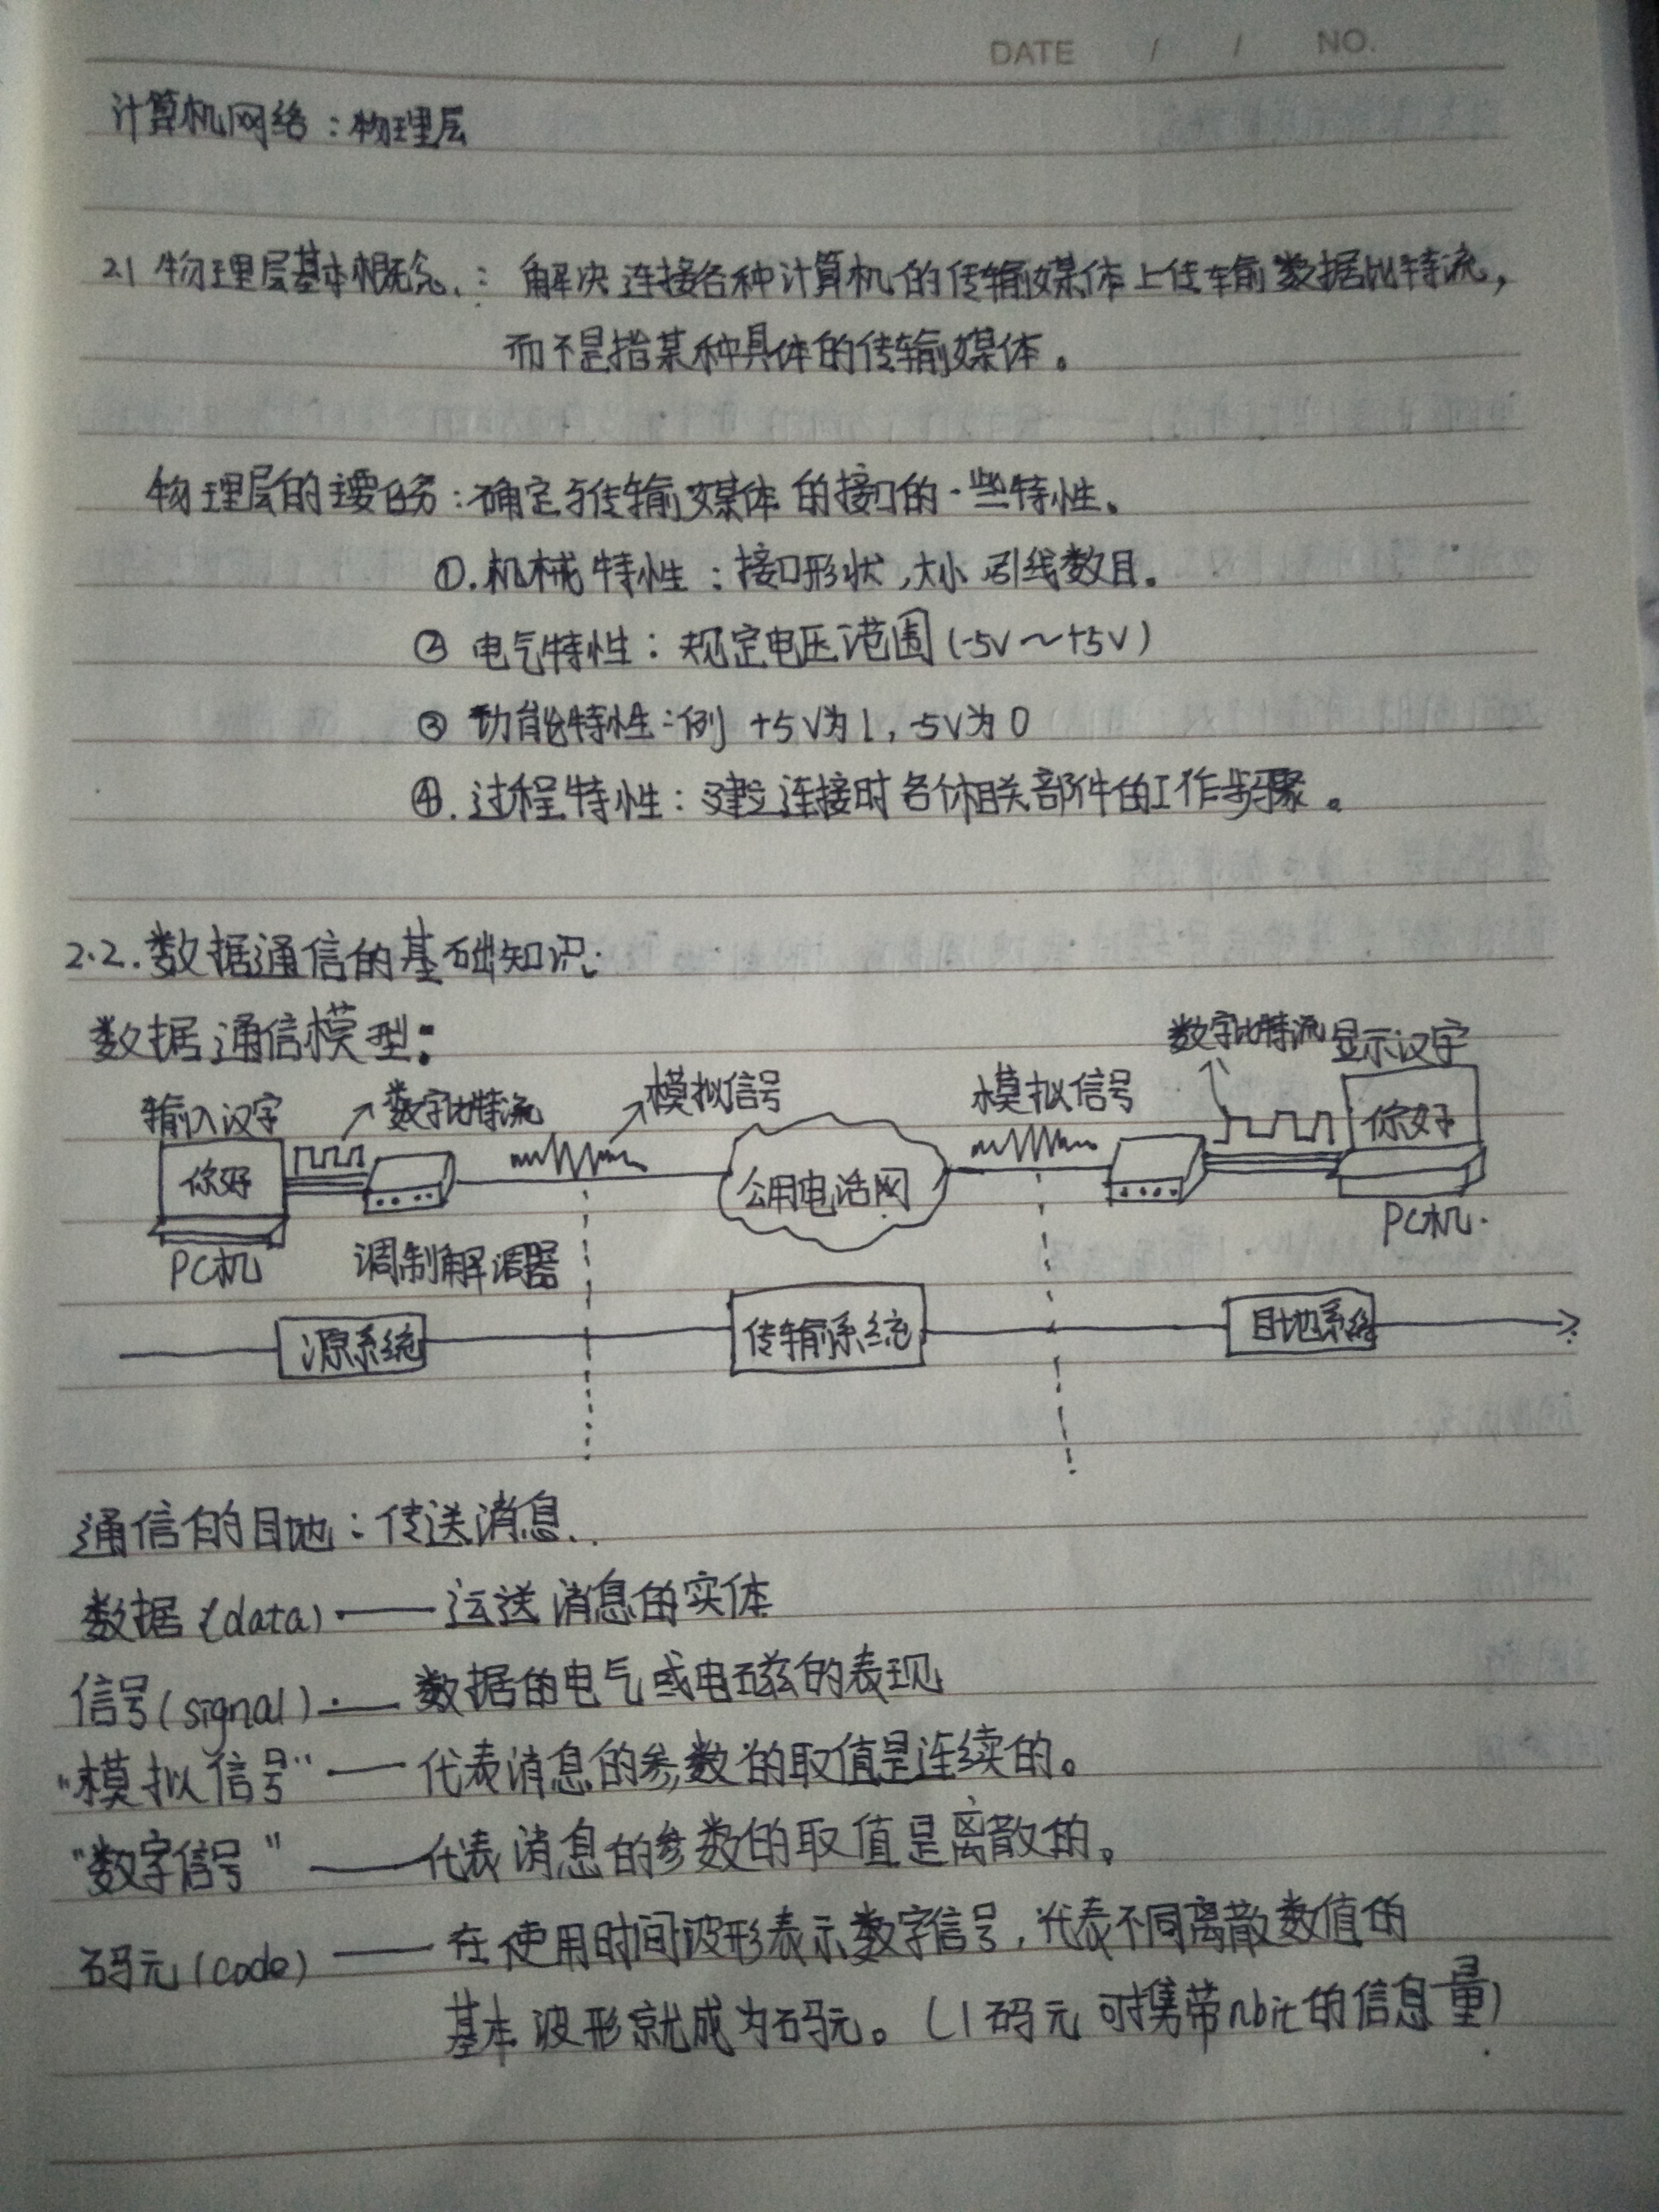 DATE / / NO.
计算机网络：物理层
2.1 物理层基本概念：解决连接各种计算机的传输媒体上传输数据比特流，
而不是指某种具体的传输媒体。
物理层的主要任务：确定与传输媒体的接口的一些特性。
①.机械特性：接口形状，大小 引线数目。
② 电气特性：规定电压范围(-5V～+5V)
③ 功能特性：例 +5V为1，-5V为0
④.过程特性：建立连接时各个相关部件的工作步骤。
2.2.数据通信的基础知识：
数据通信模型：
数字比特流 显示汉字
输入汉字 数字比特流 模拟信号 模拟信号
你好 公用电话网 你好
PC机 调制解调器 PC机.
源系统 传输系统 目地系统
通信的目地：传送消息..
数据(data)——运送消息的实体
信号(signal)——数据的电气或电磁的表现
"模拟信号"——代表消息的参数的取值是连续的。
"数字信号"——代表消息的参数的取值是离散的。
码元(code)——在使用时间波形表示数字信号，代表不同离散数值的
基本波形就成为码元。(1码元可携带nbit的信息量)